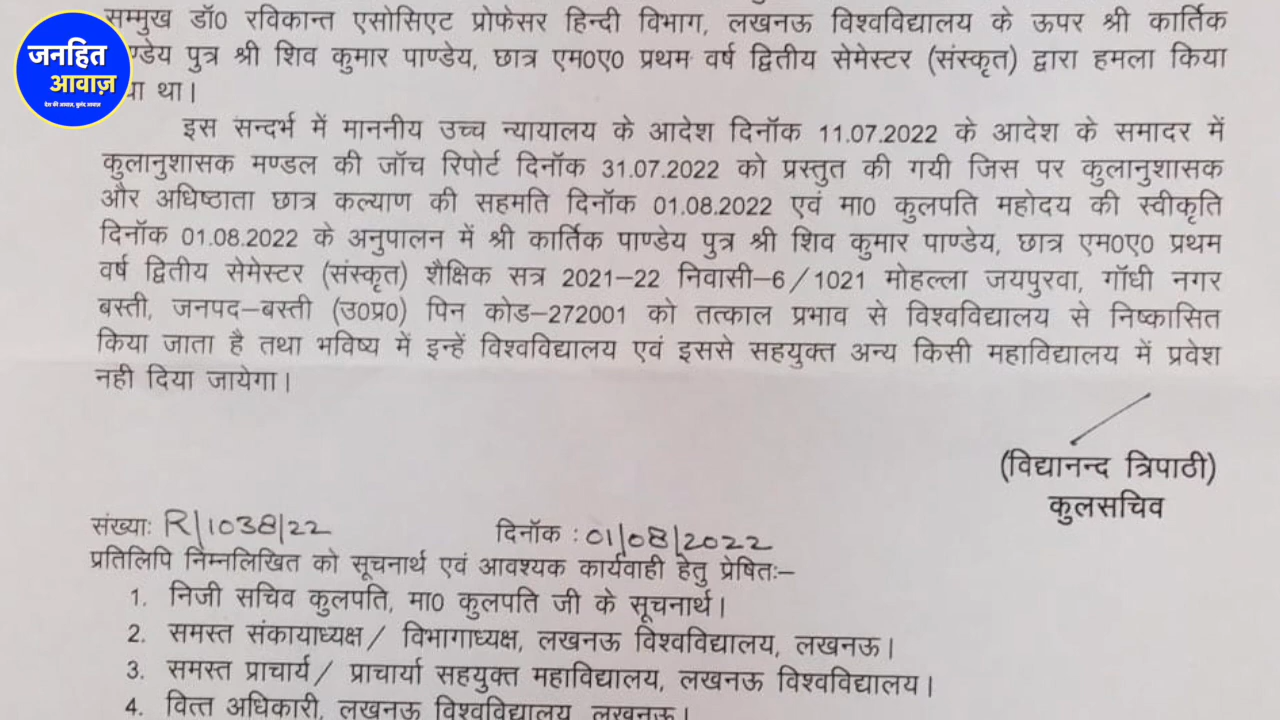 जनहित
आवाज़
देश की आवाज़, बुलंद आवाज़
सम्मुख डॉ0 रविकान्त एसोसिएट प्रोफेसर हिन्दी विभाग, लखनऊ विश्वविद्यालय के ऊपर श्री कार्तिक
ण्डेय पुत्र श्री शिव कुमार पाण्डेय, छात्र एम0ए0 प्रथम वर्ष द्वितीय सेमेस्टर (संस्कृत) द्वारा हमला किया
या था।
इस सन्दर्भ में माननीय उच्च न्यायालय के आदेश दिनॉक 11.07.2022 के आदेश के समादर में
कुलानुशासक मण्डल की जॉच रिपोर्ट दिनॉक 31.07.2022 को प्रस्तुत की गयी जिस पर कुलानुशासक
और अधिष्ठाता छात्र कल्याण की सहमति दिनॉक 01.08.2022 एवं मा0 कुलपति महोदय की स्वीकृति
दिनॉक 01.08.2022 के अनुपालन में श्री कार्तिक पाण्डेय पुत्र श्री शिव कुमार पाण्डेय, छात्र एम0ए0 प्रथम
वर्ष द्वितीय सेमेस्टर (संस्कृत) शैक्षिक सत्र 2021–22 निवासी–6/1021 मोहल्ला जयपुरवा, गॉधी नगर
बस्ती, जनपद–बस्ती (उ0प्र0) पिन कोड–272001 को तत्काल प्रभाव से विश्वविद्यालय से निष्कासित
किया जाता है तथा भविष्य में इन्हें विश्वविद्यालय एवं इससे सहयुक्त अन्य किसी महाविद्यालय में प्रवेश
नही दिया जायेगा।
(विद्यानन्द त्रिपाठी)
कुलसचिव
संख्याः R/1038/22 दिनॉक : 01/08/2022
प्रतिलिपि निम्नलिखित को सूचनार्थ एवं आवश्यक कार्यवाही हेतु प्रेषितः–
1. निजी सचिव कुलपति, मा0 कुलपति जी के सूचनार्थ।
2. समस्त संकायाध्यक्ष/ विभागाध्यक्ष, लखनऊ विश्वविद्यालय, लखनऊ।
3. समस्त प्राचार्य/ प्राचार्या सहयुक्त महाविद्यालय, लखनऊ विश्वविद्यालय।
4. वित्त अधिकारी, लखनऊ विश्वविद्यालय, लखनऊ।